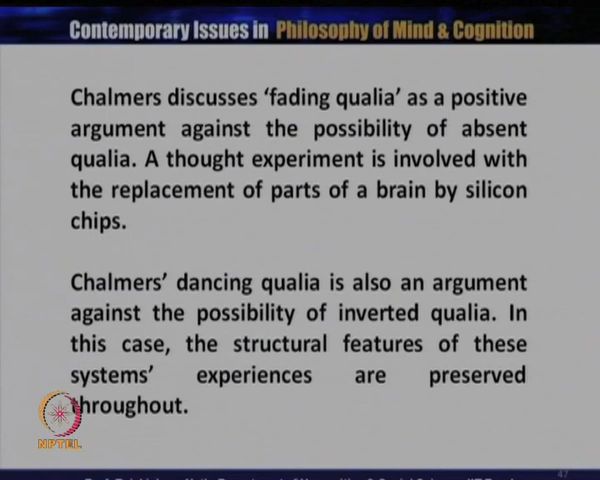 Contemporary Issues in Philosophy of Mind & Cognition
Chalmers discusses ‘fading qualia’ as a positive
argument against the possibility of absent
qualia. A thought experiment is involved with
the replacement of parts of a brain by silicon
chips.
Chalmers’ dancing qualia is also an argument
against the possibility of inverted qualia. In
this case, the structural features of these
systems’ experiences are preserved
throughout.
NPTEL
47